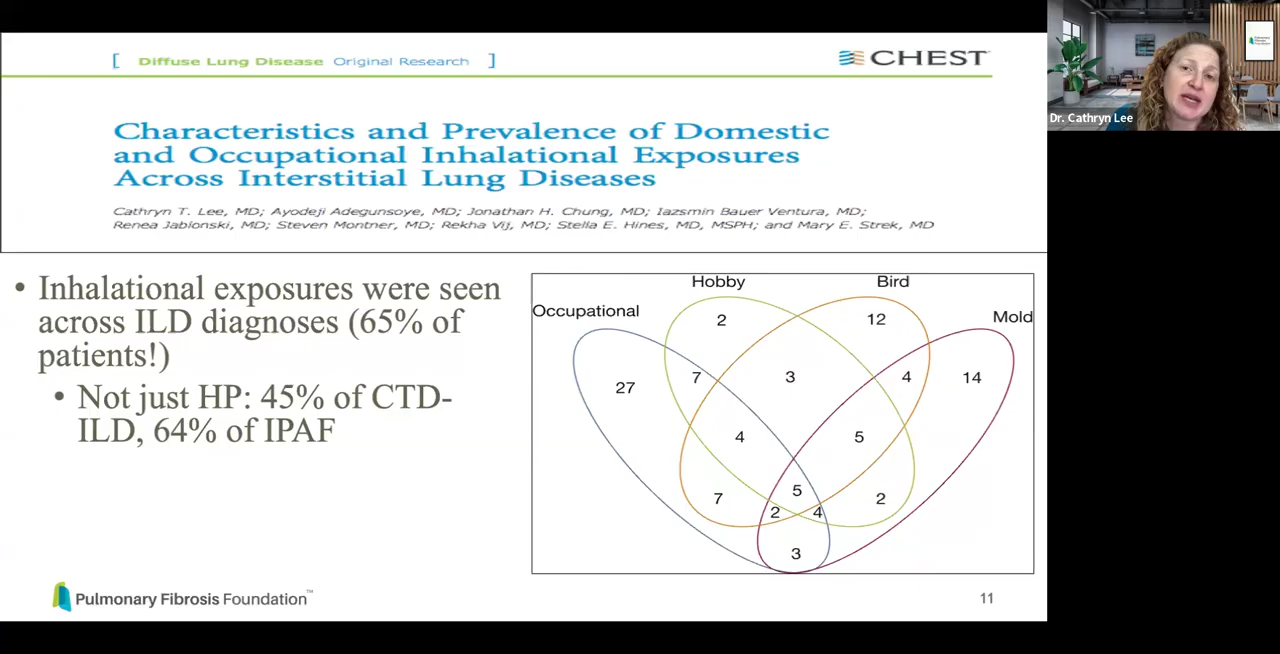 [ Diffuse Lung Disease Original Research ]
CHEST
Characteristics and Prevalence of Domestic
and Occupational Inhalational Exposures
Across Interstitial Lung Diseases
Cathryn T. Lee, MD; Ayodeji Adegunsoye, MD; Jonathan H. Chung, MD; Iazsmin Bauer Ventura, MD;
Renea Jablonski, MD; Steven Montner, MD; Rekha Vij, MD; Stella E. Hines, MD, MSPH; and Mary E. Strek, MD
• Inhalational exposures were seen
across ILD diagnoses (65% of
patients!)
• Not just HP: 45% of CTD-
ILD, 64% of IPAF
Hobby
Bird
Occupational
Mold
2
12
27
7
3
4
14
4
5
7
5
2
2
4
3
Pulmonary Fibrosis Foundation™
11
Pulmonary Fibrosis
Foundation
Dr. Cathryn Lee